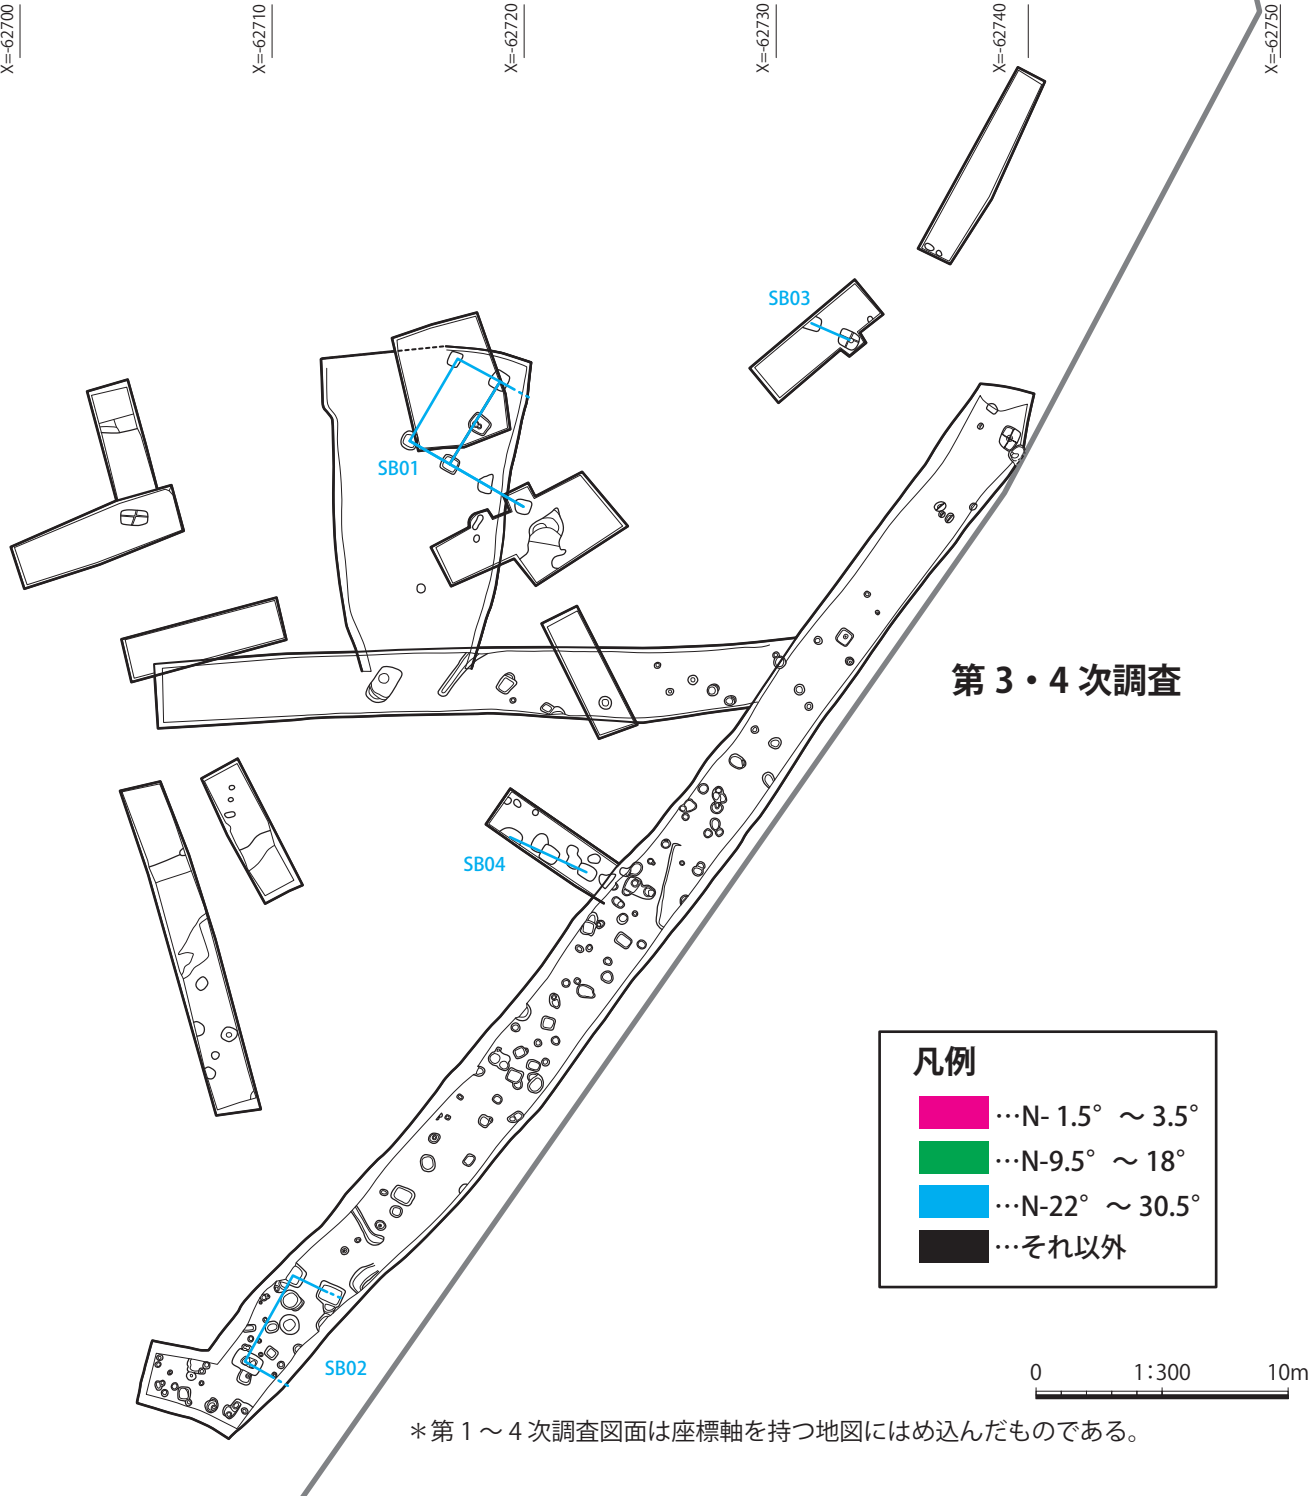 X=-62700
X=-62710
X=-62720
X=-62730
X=-62740
X=-62750
SB03
SB01
第 3・4 次調査
SB04
凡例
…N- 1.5° ～ 3.5°
…N-9.5° ～ 18°
…N-22° ～ 30.5°
…それ以外
SB02
0 1:300 10m
＊第 1 ～ 4 次調査図面は座標軸を持つ地図にはめ込んだものである。